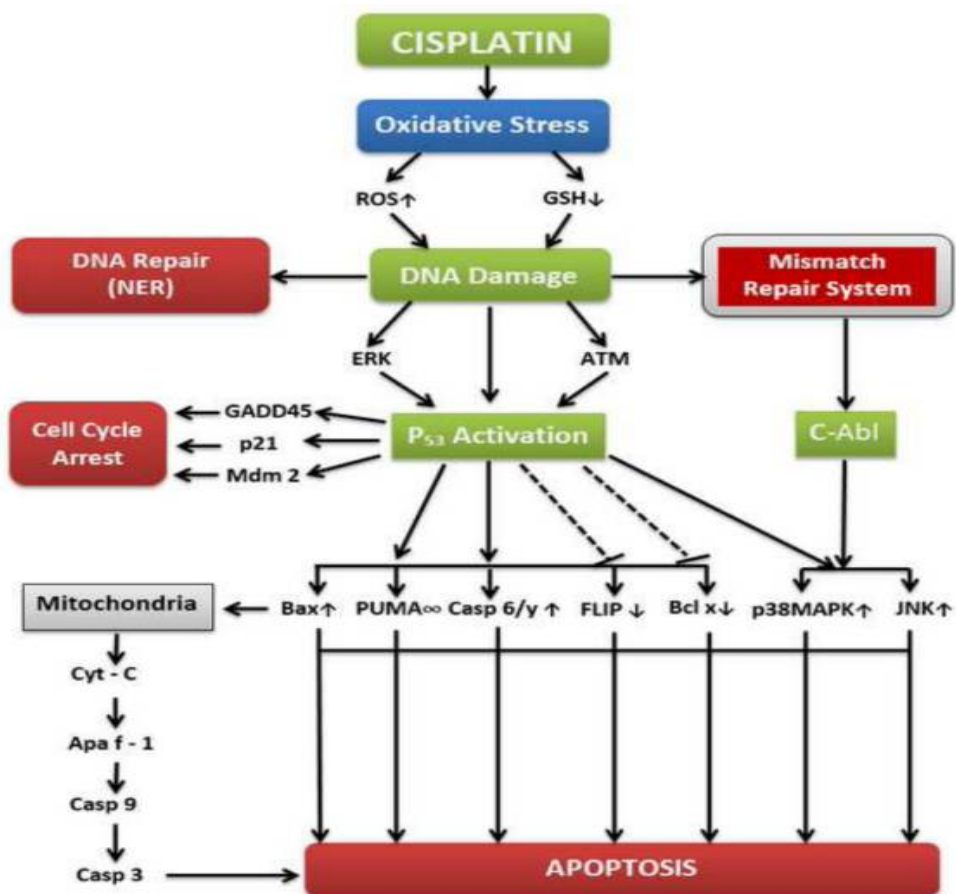 CISPLATIN
Oxidative Stress
ROS↑
GSH↓
DNA Repair
(NER)
DNA Damage
Mismatch
Repair System
ERK
ATM
Cell Cycle
Arrest
GADD45
p21
Mdm 2
P₅₃ Activation
C-Abl
Mitochondria
Bax↑
PUMA∞
Casp 6/y ↑
FLIP ↓
Bcl x↓
p38MAPK↑
JNK↑
Cyt - C
Apa f - 1
Casp 9
Casp 3
APOPTOSIS